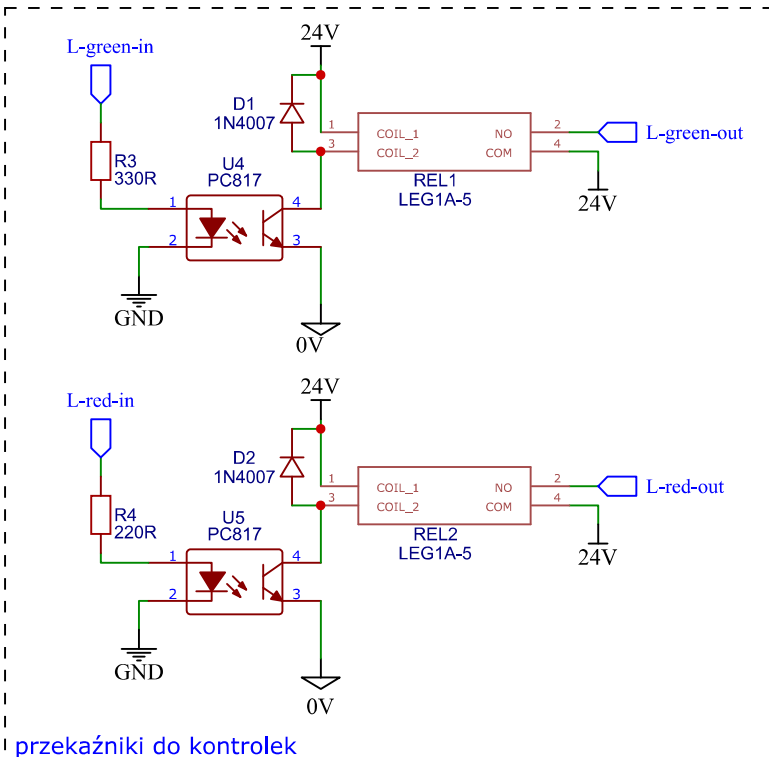 24V
L-green-in
D1
1N4007
1
COIL_1
NO
2
L-green-out
3
COIL_2
COM
4
R3
330R
U4
PC817
REL1
LEG1A-5
24V
1
4
2
3
GND
0V
24V
L-red-in
D2
1N4007
1
COIL_1
NO
2
L-red-out
3
COIL_2
COM
4
R4
220R
U5
PC817
REL2
LEG1A-5
24V
1
4
2
3
GND
0V
przekaźniki do kontrolek